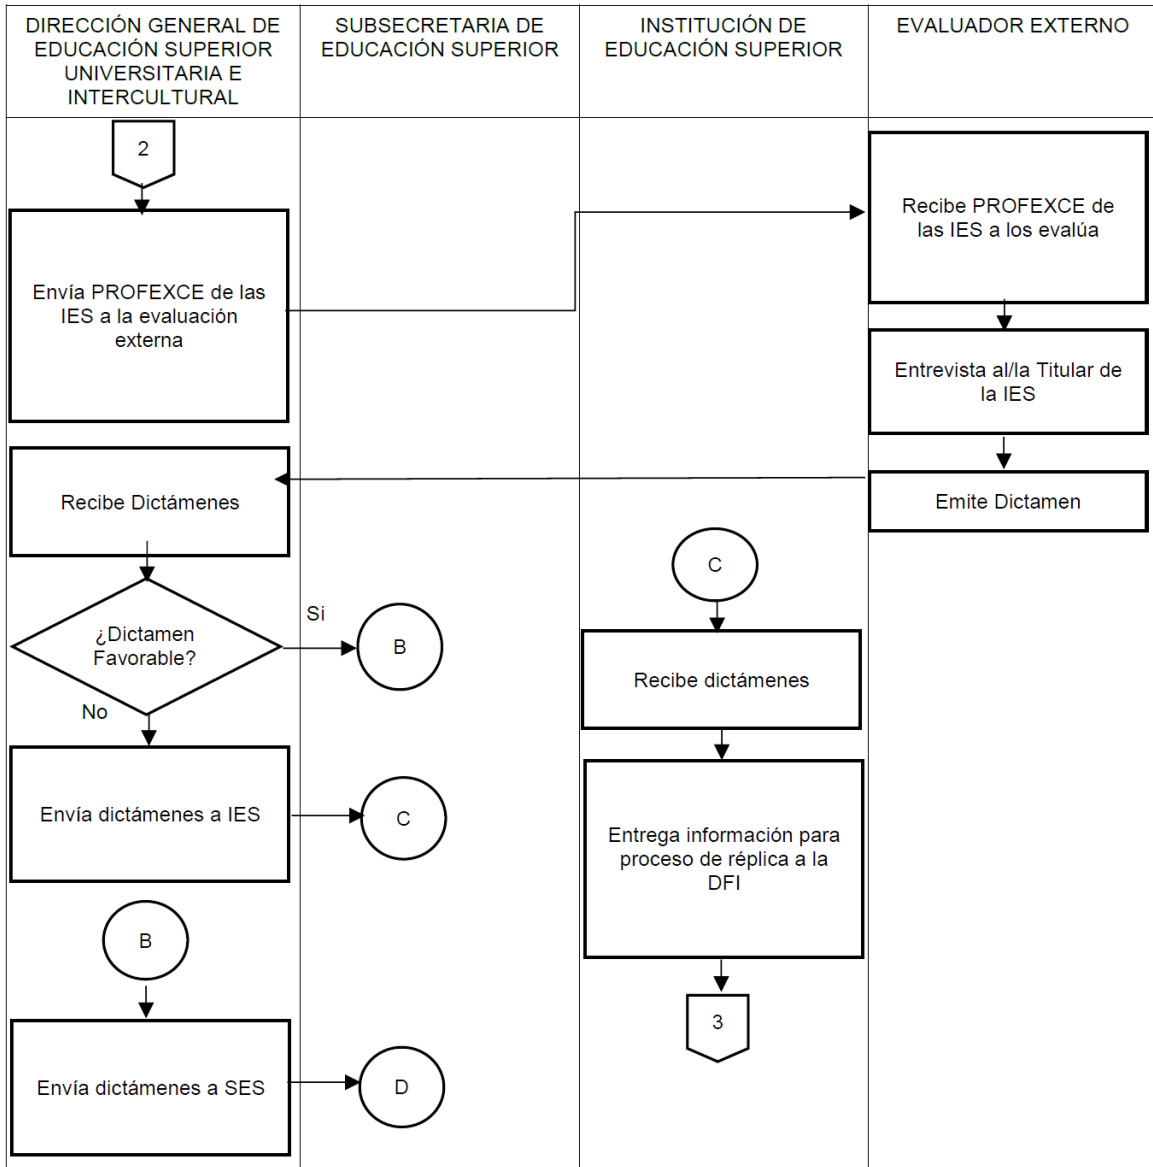 DIRECCIÓN GENERAL DE
EDUCACIÓN SUPERIOR
UNIVERSITARIA E
INTERCULTURAL
SUBSECRETARIA DE
EDUCACIÓN SUPERIOR
INSTITUCIÓN DE
EDUCACIÓN SUPERIOR
EVALUADOR EXTERNO
2
Envía PROFEXCE de las
IES a la evaluación
externa
Recibe PROFEXCE de
las IES a los evalúa
Entrevista al/la Titular de
la IES
Emite Dictamen
Recibe Dictámenes
¿Dictamen
Favorable?
Si
B
No
Envía dictámenes a IES
C
C
Recibe dictámenes
Entrega información para
proceso de réplica a la
DFI
3
B
Envía dictámenes a SES
D